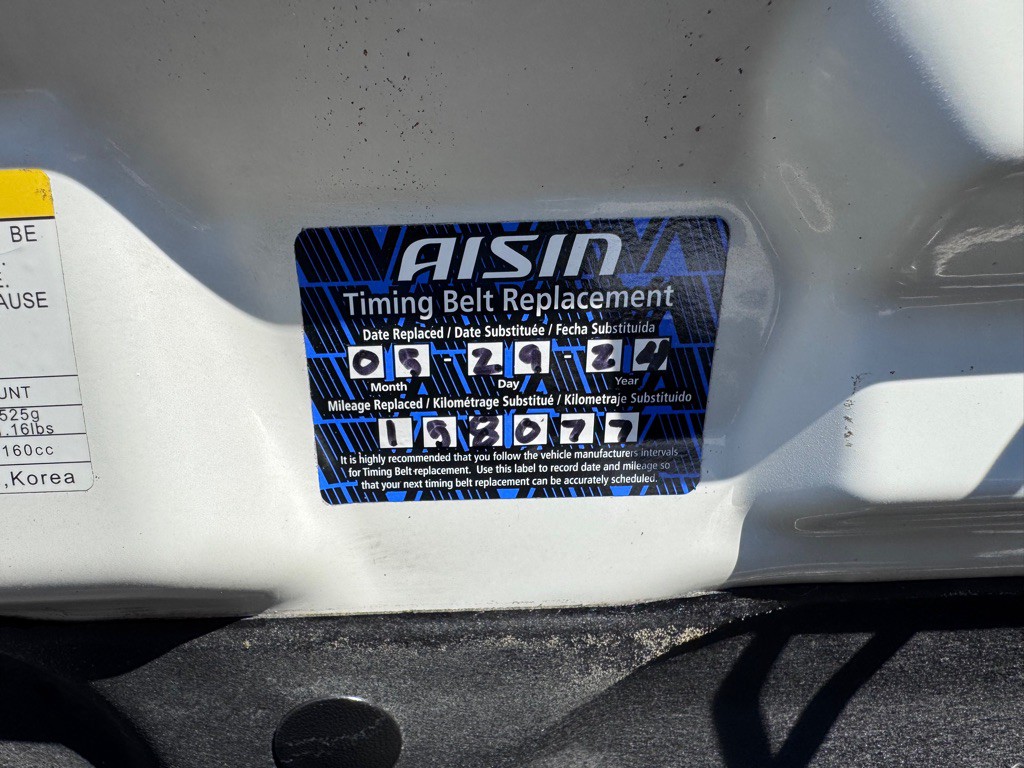 BE
E.
AUSE
UNT
525g
1.16lbs
160cc
,Korea
AISIN
Timing Belt Replacement
Date Replaced / Date Substituée / Fecha Substituida
05-29-24
Month Day Year
Mileage Replaced / Kilométrage Substitué / Kilometraje Substituido
198077
It is highly recommended that you follow the vehicle manufacturers intervals
for Timing Belt replacement. Use this label to record date and mileage so
that your next timing belt replacement can be accurately scheduled.